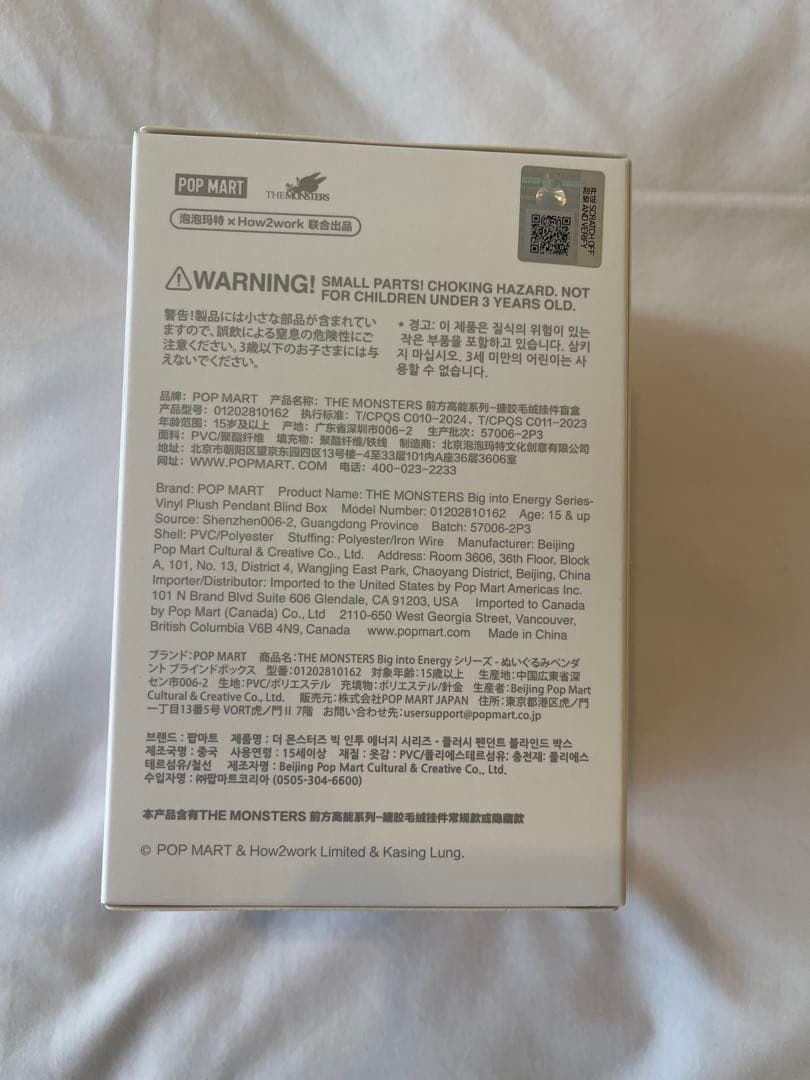 POP MART THE MONSTERS
泡泡玛特×How2work 联合出品
开奖 SCRATCH OFF
刮码 AND VERIFY
WARNING! SMALL PARTS! CHOKING HAZARD. NOT
FOR CHILDREN UNDER 3 YEARS OLD.
警告!製品には小さな部品が含まれてい
ますので、誤飲による窒息の危険性にご
注意ください。3歳以下のお子さまには与
えないでください。
* 경고: 이 제품은 질식의 위험이 있는
작은 부품을 포함하고 있습니다. 삼키
지 마십시오. 3세 미만의 어린이는 사
용할 수 없습니다.
品牌: POP MART 产品名称: THE MONSTERS 前方高能系列-搪胶毛绒挂件盲盒
产品型号: 01202810162 执行标准: T/CPQS C010-2024、T/CPQS C011-2023
年龄范围: 15岁及以上 产地: 广东省深圳市006-2 生产批次: 57006-2P3
面料: PVC/聚酯纤维 填充物: 聚酯纤维/铁线 制造商: 北京泡泡玛特文化创意有限公司
地址: 北京市朝阳区望京东园四区13号楼-4至33层101内A座36层3606室
网址: WWW.POPMART. COM 电话: 400-023-2233
Brand: POP MART Product Name: THE MONSTERS Big into Energy Series-
Vinyl Plush Pendant Blind Box Model Number: 01202810162 Age: 15 & up
Source: Shenzhen006-2, Guangdong Province Batch: 57006-2P3
Shell: PVC/Polyester Stuffing: Polyester/Iron Wire Manufacturer: Beijing
Pop Mart Cultural & Creative Co., Ltd. Address: Room 3606, 36th Floor, Block
A, 101, No. 13, District 4, Wangjing East Park, Chaoyang District, Beijing, China
Importer/Distributor: Imported to the United States by Pop Mart Americas Inc.
101 N Brand Blvd Suite 606 Glendale, CA 91203, USA Imported to Canada
by Pop Mart (Canada) Co., Ltd 2110-650 West Georgia Street, Vancouver,
British Columbia V6B 4N9, Canada www.popmart.com Made in China
ブランド:POP MART 商品名:THE MONSTERS Big into Energy シリーズ - ぬいぐるみペンダ
ント ブラインドボックス 型番:01202810162 対象年齢:15歳以上 生産地:中国広東省深
セン市006-2 生地:PVC/ポリエステル 充填物:ポリエステル/針金 生産者:Beijing Pop Mart
Cultural & Creative Co., Ltd. 販売元:株式会社POP MART JAPAN 住所:東京都港区虎ノ門
一丁目13番5号 VORT虎ノ門Ⅱ 7階 お問い合わせ先:usersupport@popmart.co.jp
브랜드 : 팝마트 제품명 : 더 몬스터즈 빅 인투 에너지 시리즈 - 플러시 펜던트 블라인드 박스
제조국명 : 중국 사용연령 : 15세이상 재질 : 옷감 : PVC/폴리에스테르섬유: 충전재: 폴리에스
테르섬유/철선 제조자명 : Beijing Pop Mart Cultural & Creative Co., Ltd.
수입자명 : ㈜팝마트코리아 (0505-304-6600)
本产品含有THE MONSTERS 前方高能系列-搪胶毛绒挂件常规款或隐藏款
© POP MART & How2work Limited & Kasing Lung.